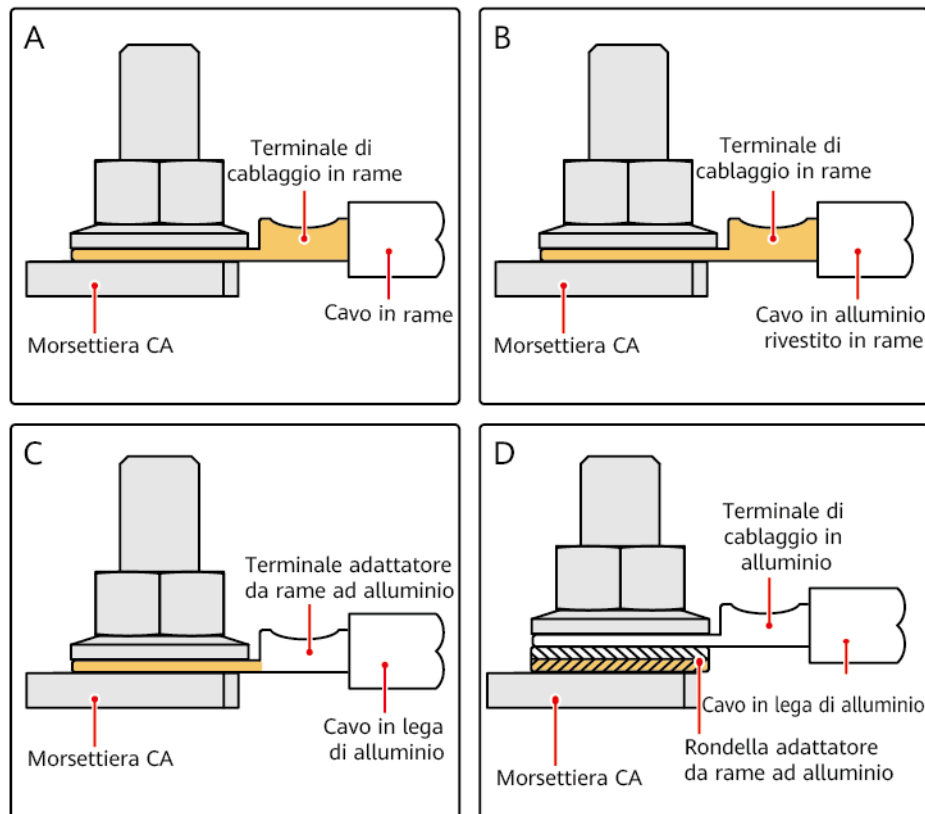 A
Terminale di
cablaggio in rame
Cavo in rame
Morsettiera CA
B
Terminale di
cablaggio in rame
Cavo in alluminio
rivestito in rame
Morsettiera CA
C
Terminale adattatore
da rame ad alluminio
Cavo in lega
di alluminio
Morsettiera CA
D
Terminale di
cablaggio in
alluminio
Cavo in lega di alluminio
Rondella adattatore
da rame ad alluminio
Morsettiera CA